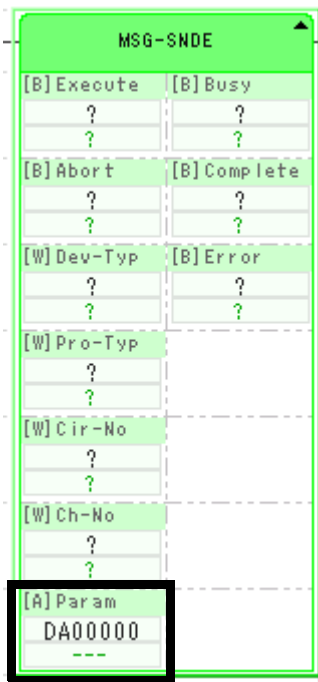 MSG-SNDE
[B]Execute [B]Busy
? ?
? ?
[B]Abort [B]Complete
? ?
? ?
[W]Dev-Typ [B]Error
? ?
? ?
[W]Pro-Typ
?
?
[W]Cir-No
?
?
[W]Ch-No
?
?
[A]Param
DA00000
---